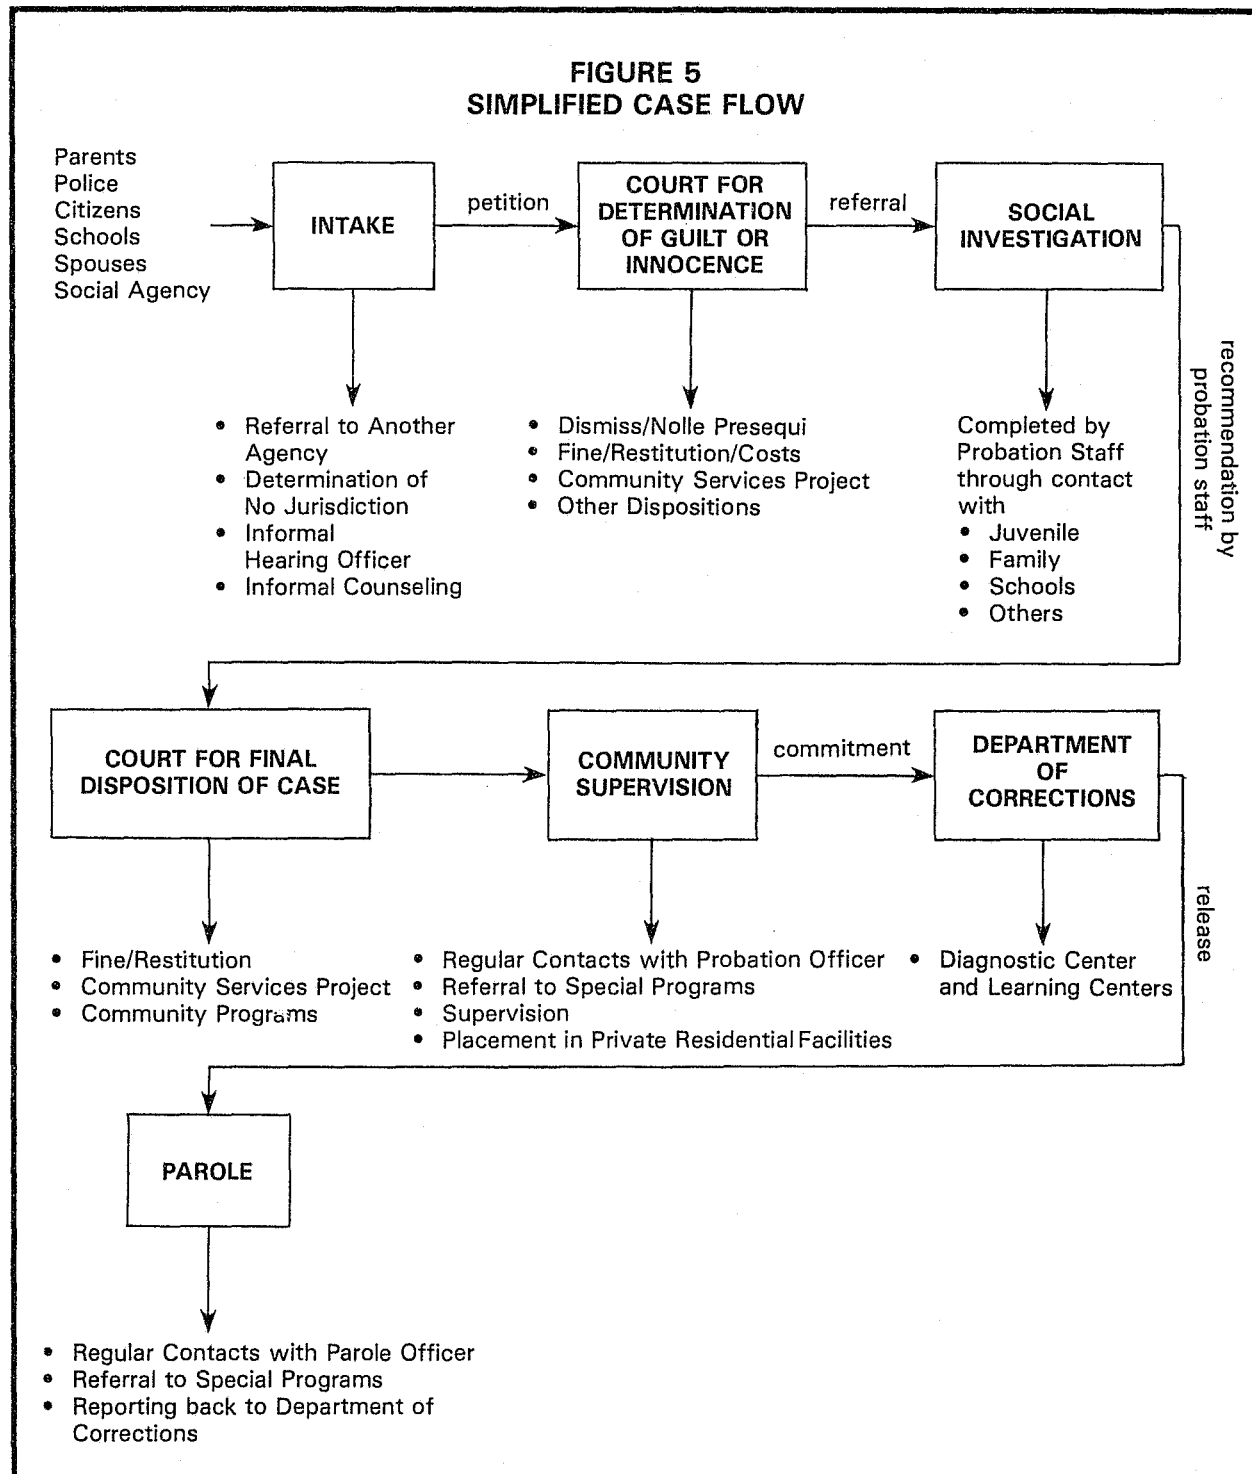 FIGURE 5
SIMPLIFIED CASE FLOW
Parents
Police
Citizens
Schools
Spouses
Social Agency
INTAKE
petition
COURT FOR
DETERMINATION
OF GUILT OR
INNOCENCE
referral
SOCIAL
INVESTIGATION
recommendation by
probation staff
• Referral to Another
Agency
• Determination of
No Jurisdiction
• Informal
Hearing Officer
• Informal Counseling
• Dismiss/Nolle Presequi
• Fine/Restitution/Costs
• Community Services Project
• Other Dispositions
Completed by
Probation Staff
through contact
with
• Juvenile
• Family
• Schools
• Others
COURT FOR FINAL
DISPOSITION OF CASE
COMMUNITY
SUPERVISION
commitment
DEPARTMENT
OF
CORRECTIONS
release
• Fine/Restitution
• Community Services Project
• Community Programs
• Regular Contacts with Probation Officer
• Referral to Special Programs
• Supervision
• Placement in Private Residential Facilities
• Diagnostic Center
and Learning Centers
PAROLE
• Regular Contacts with Parole Officer
• Referral to Special Programs
• Reporting back to Department of
Corrections